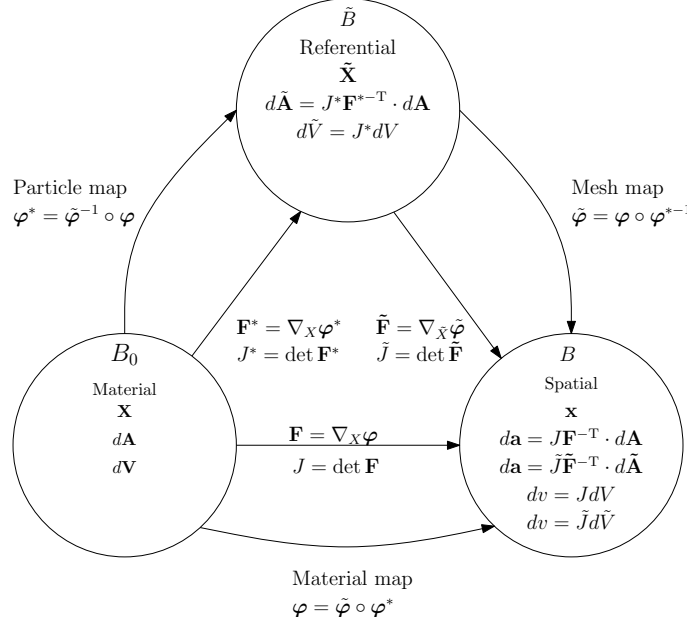 B̃
Referential
X̃
dÃ = J*F*⁻ᵀ · dA
dṼ = J*dV
Particle map
φ* = φ̃⁻¹ ∘ φ
Mesh map
φ̃ = φ ∘ φ*⁻¹
F* = ∇_X φ*
J* = det F*
F̃ = ∇_X̃ φ̃
J̃ = det F̃
B₀
Material
X
dA
dV
F = ∇_X φ
J = det F
B
Spatial
x
da = JF⁻ᵀ · dA
da = J̃F̃⁻ᵀ · dÃ
dv = JdV
dv = J̃dṼ
Material map
φ = φ̃ ∘ φ*